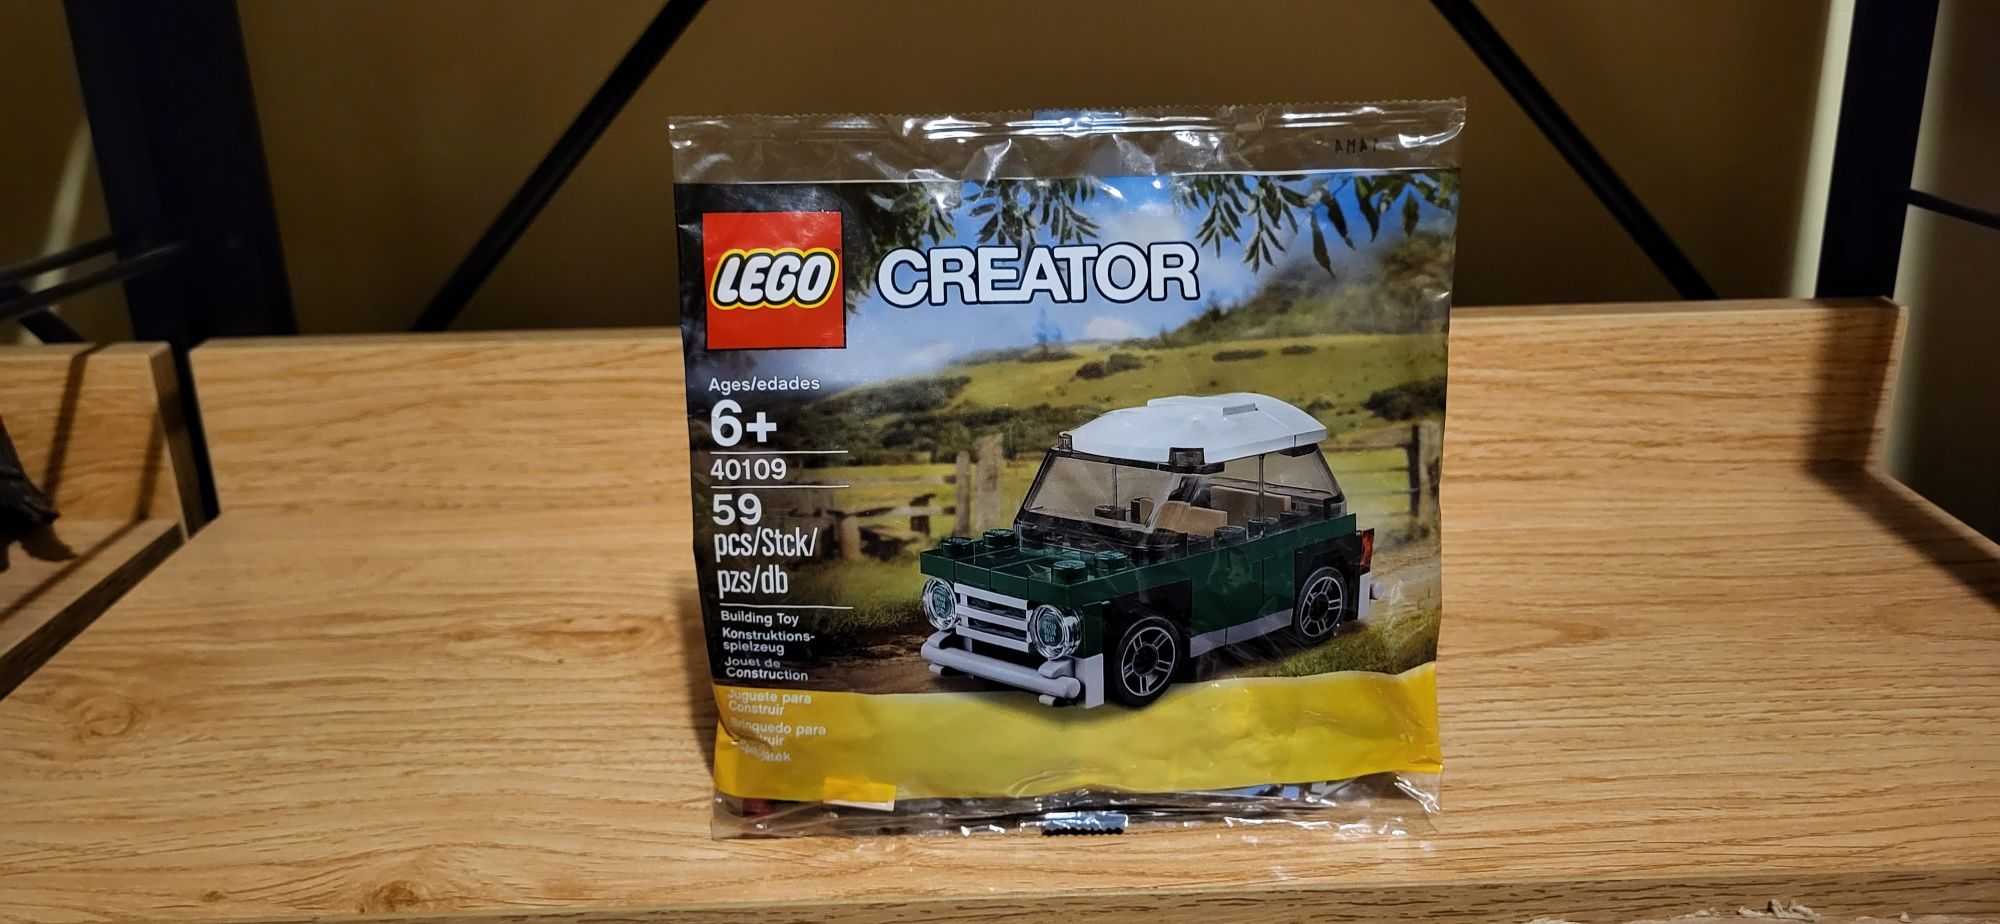 LEGO
CREATOR
Ages/edades
6+
40109
59
pcs/Stck/
pzs/db
Building Toy
Konstruktions-
spielzeug
Jouet de
Construction
Juguete para
Construir
Brinquedo para